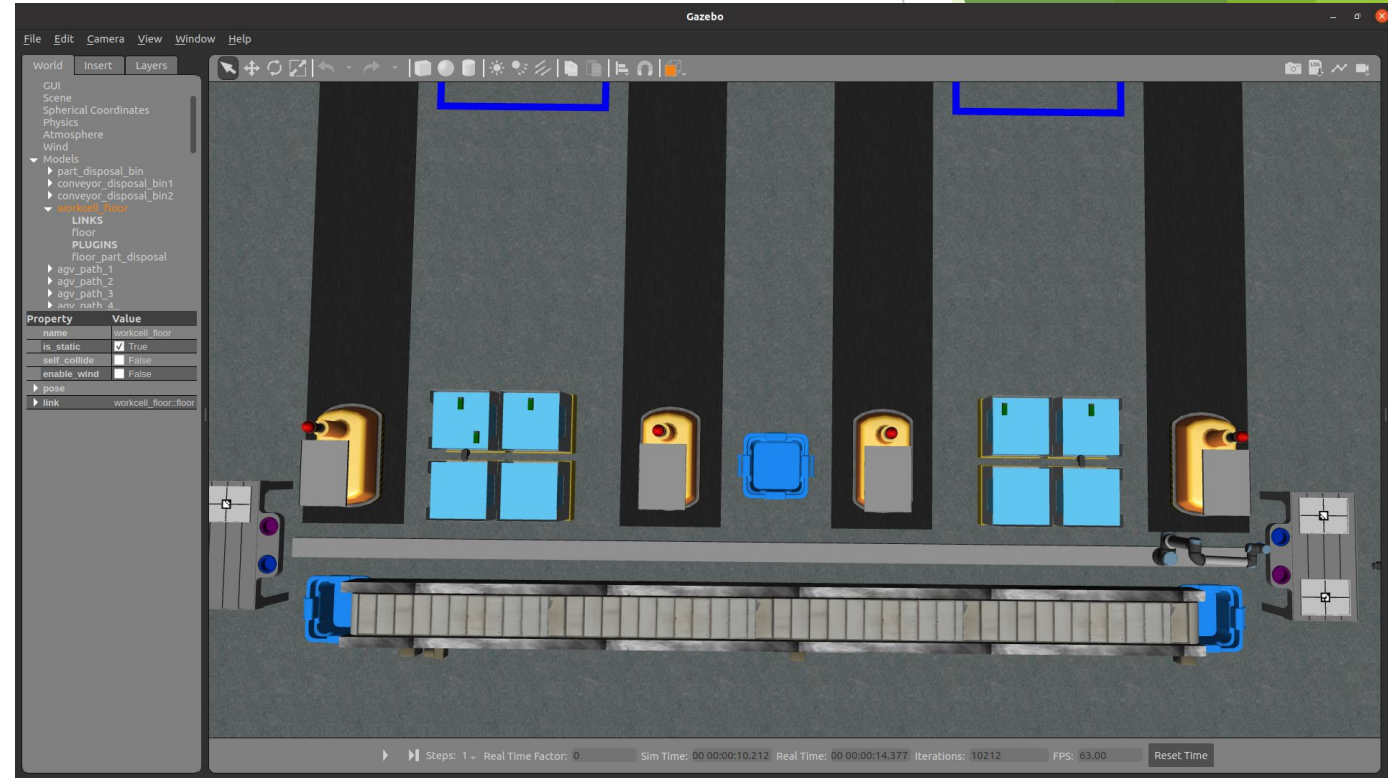 Gazebo
File Edit Camera View Window Help
World Insert Layers
GUI
Scene
Spherical Coordinates
Physics
Atmosphere
Wind
Models
part_disposal_bin
conveyor_disposal_bin1
conveyor_disposal_bin2
workcell_floor
LINKS
floor
PLUGINS
floor_part_disposal
agv_path_1
agv_path_2
agv_path_3
agv_path_4
Property Value
name workcell_floor
is_static True
self_collide False
enable_wind False
pose
link workcell_floor::floor
LOG
Steps: 1 Real Time Factor: 0 Sim Time: 00 00:00:10.212 Real Time: 00 00:00:14.377 Iterations: 10212 FPS: 63.00 Reset Time